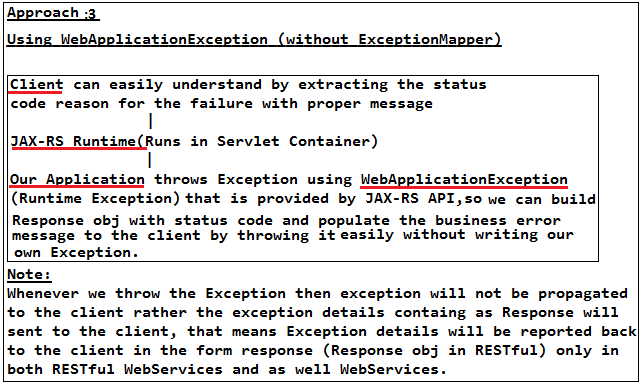 Approach :3
Using WebApplicationException (without ExceptionMapper)
Client can easily understand by extracting the status
code reason for the failure with proper message
|
JAX-RS Runtime(Runs in Servlet Container)
|
Our Application throws Exception using WebApplicationException
(Runtime Exception) that is provided by JAX-RS API,so we can build
Response obj with status code and populate the business error
message to the client by throwing it easily without writing our
own Exception.
Note:
Whenever we throw the Exception then exception will not be propagated
to the client rather the exception details containg as Response will
sent to the client, that means Exception details will be reported back
to the client in the form response (Response obj in RESTful) only in
both RESTful WebServices and as well WebServices.